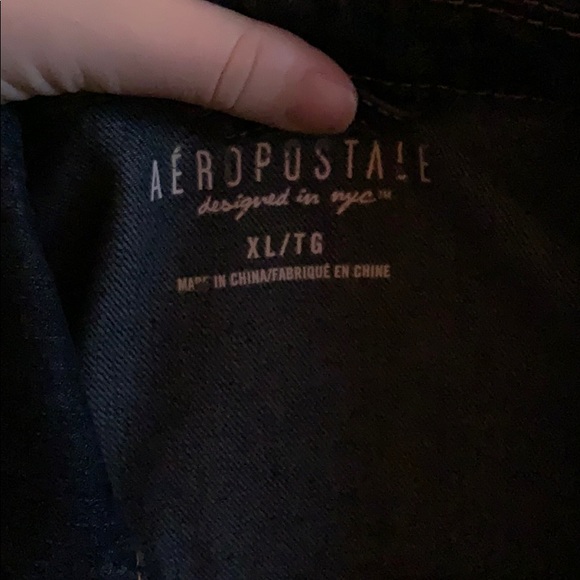 AÉROPOSTALE
designed in nyc™
XL/TG
MADE IN CHINA/FABRIQUÉ EN CHINE